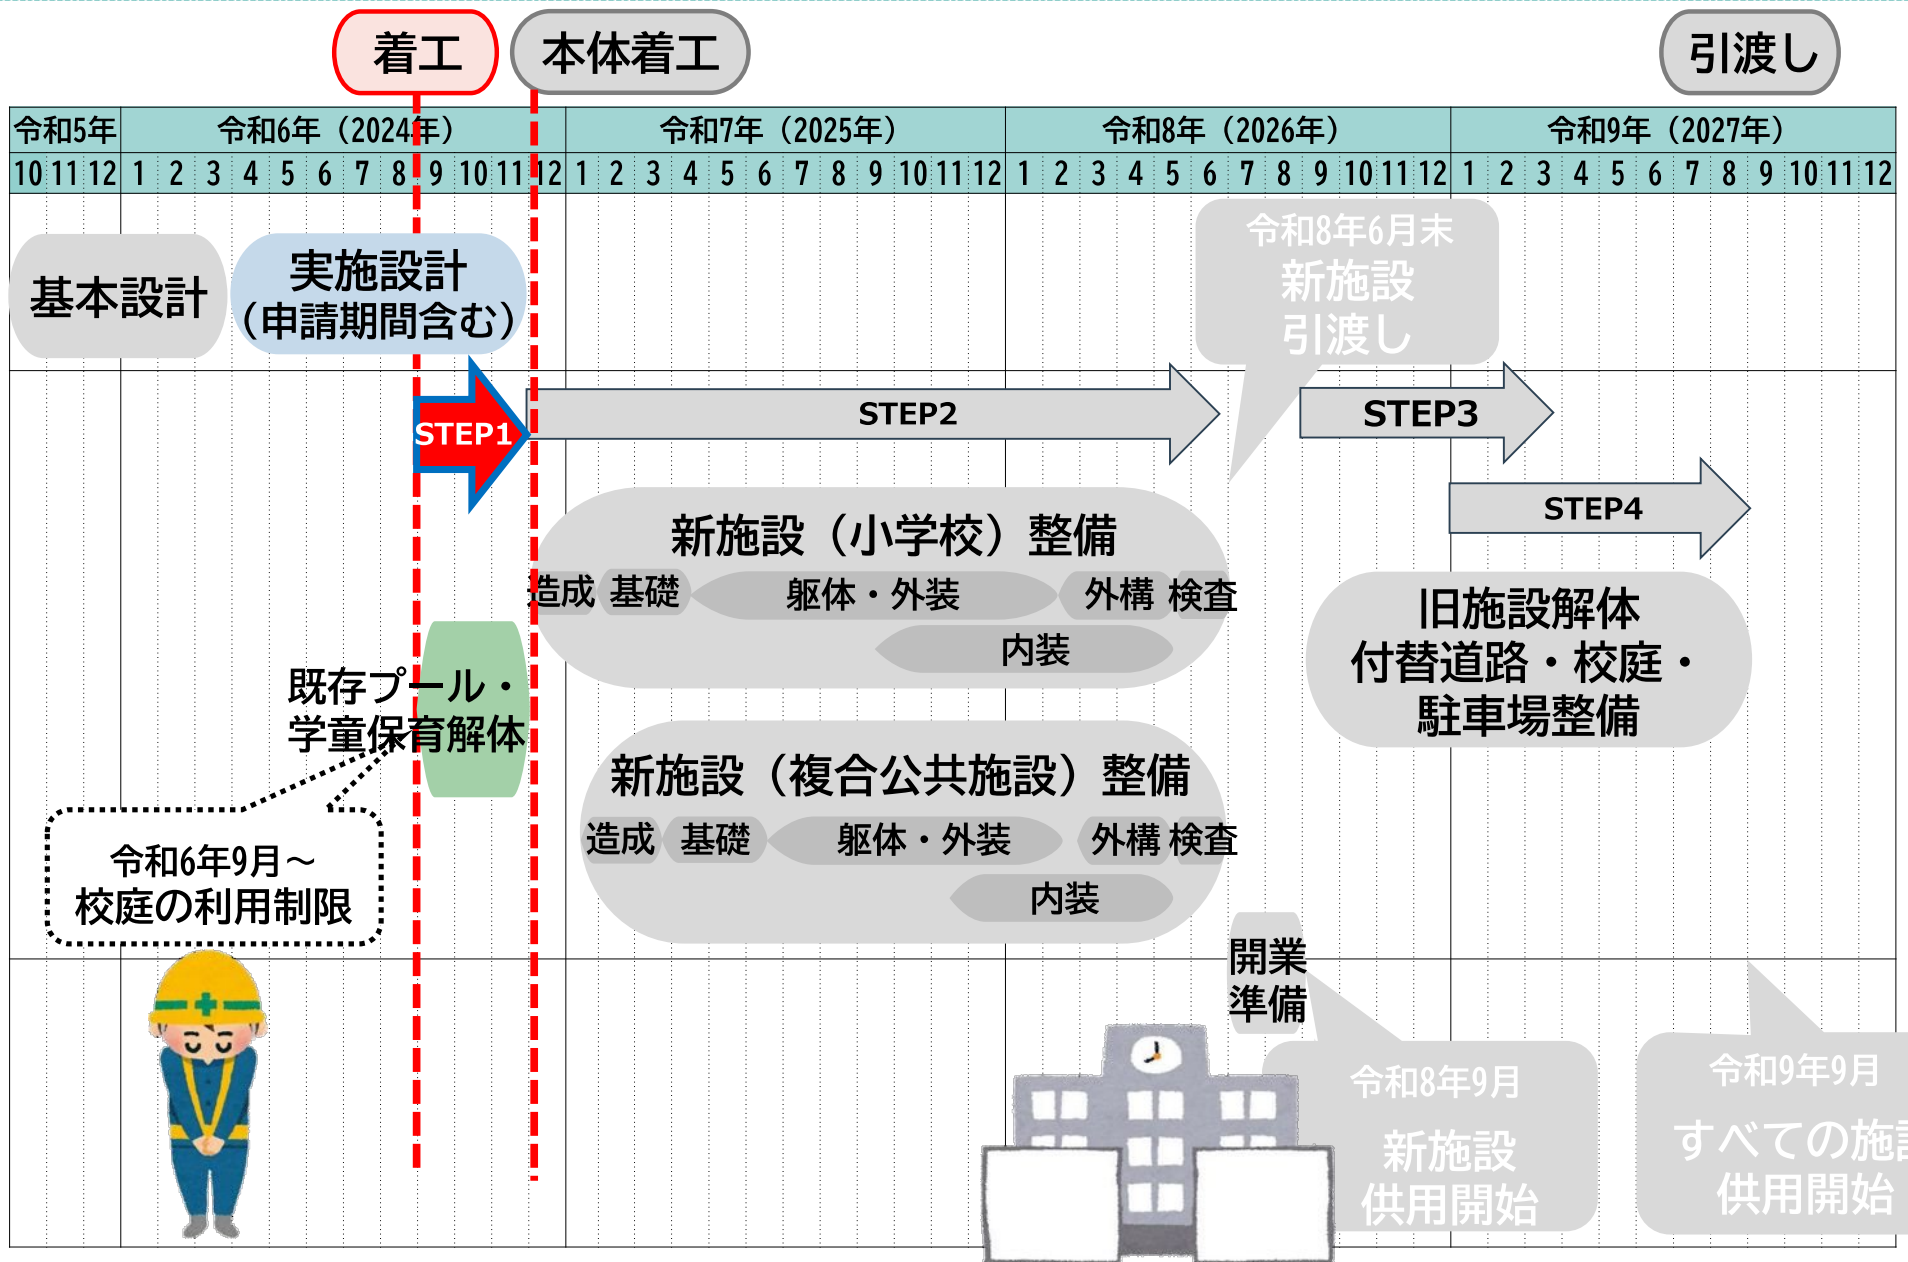 着工
本体着工
引渡し
令和5年 令和6年（2024年） 令和7年（2025年） 令和8年（2026年） 令和9年（2027年）
10 11 12 1 2 3 4 5 6 7 8 9 10 11 12 1 2 3 4 5 6 7 8 9 10 11 12 1 2 3 4 5 6 7 8 9 10 11 12 1 2 3 4 5 6 7 8 9 10 11 12
基本設計
実施設計
（申請期間含む）
令和8年6月末
新施設
引渡し
STEP1
STEP2
STEP3
STEP4
新施設（小学校）整備
造成 基礎 躯体・外装 外構 検査
内装
旧施設解体
付替道路・校庭・
駐車場整備
既存プール・
学童保育解体
新施設（複合公共施設）整備
造成 基礎 躯体・外装 外構 検査
内装
令和6年9月～
校庭の利用制限
開業
準備
令和8年9月
新施設
供用開始
令和9年9月
すべての施設
供用開始